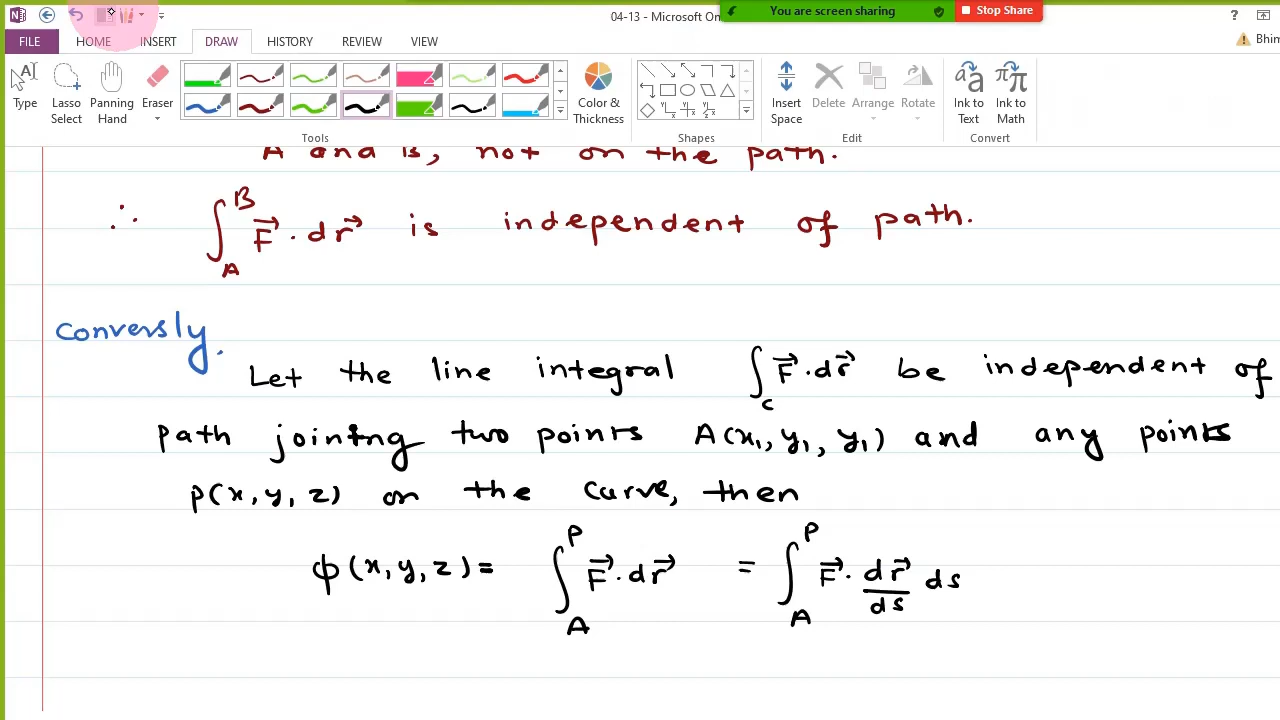 04-13 - Microsoft On
You are screen sharing
Stop Share
FILE HOME INSERT DRAW HISTORY REVIEW VIEW
Bhim
Type Lasso Select Panning Hand Eraser
Color & Thickness
Insert Space Delete Arrange Rotate
Ink to Text Ink to Math
Tools Shapes Edit Convert
A and B, not on the path.
∴ ∫_A^B F⃗ · dr⃗ is independent of path.
Conversly.
Let the line integral ∫_c F⃗ · dr⃗ be independent of
path joining two points A(x₁, y₁, y₁) and any points
P(x, y, z) on the curve, then
ϕ(x, y, z) = ∫_A^P F⃗ · dr⃗ = ∫_A^P F⃗ · dr⃗/ds ds